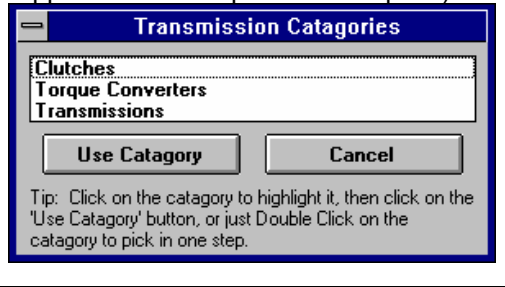 Transmission Catagories
Clutches
Torque Converters
Transmissions
Use Catagory Cancel
Tip: Click on the catagory to highlight it, then click on the
'Use Catagory' button, or just Double Click on the
catagory to pick in one step.